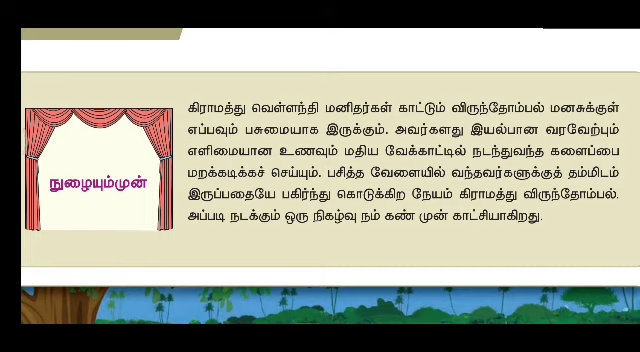 நுழையும்முன்
கிராமத்து வெள்ளந்தி மனிதர்கள் காட்டும் விருந்தோம்பல் மனசுக்குள்
எப்பவும் பசுமையாக இருக்கும். அவர்களது இயல்பான வரவேற்பும்
எளிமையான உணவும் மதிய வேக்காட்டில் நடந்துவந்த களைப்பை
மறக்கடிக்கச் செய்யும். பசித்த வேளையில் வந்தவர்களுக்குத் தம்மிடம்
இருப்பதையே பகிர்ந்து கொடுக்கிற நேயம் கிராமத்து விருந்தோம்பல்.
அப்படி நடக்கும் ஒரு நிகழ்வு நம் கண் முன் காட்சியாகிறது.